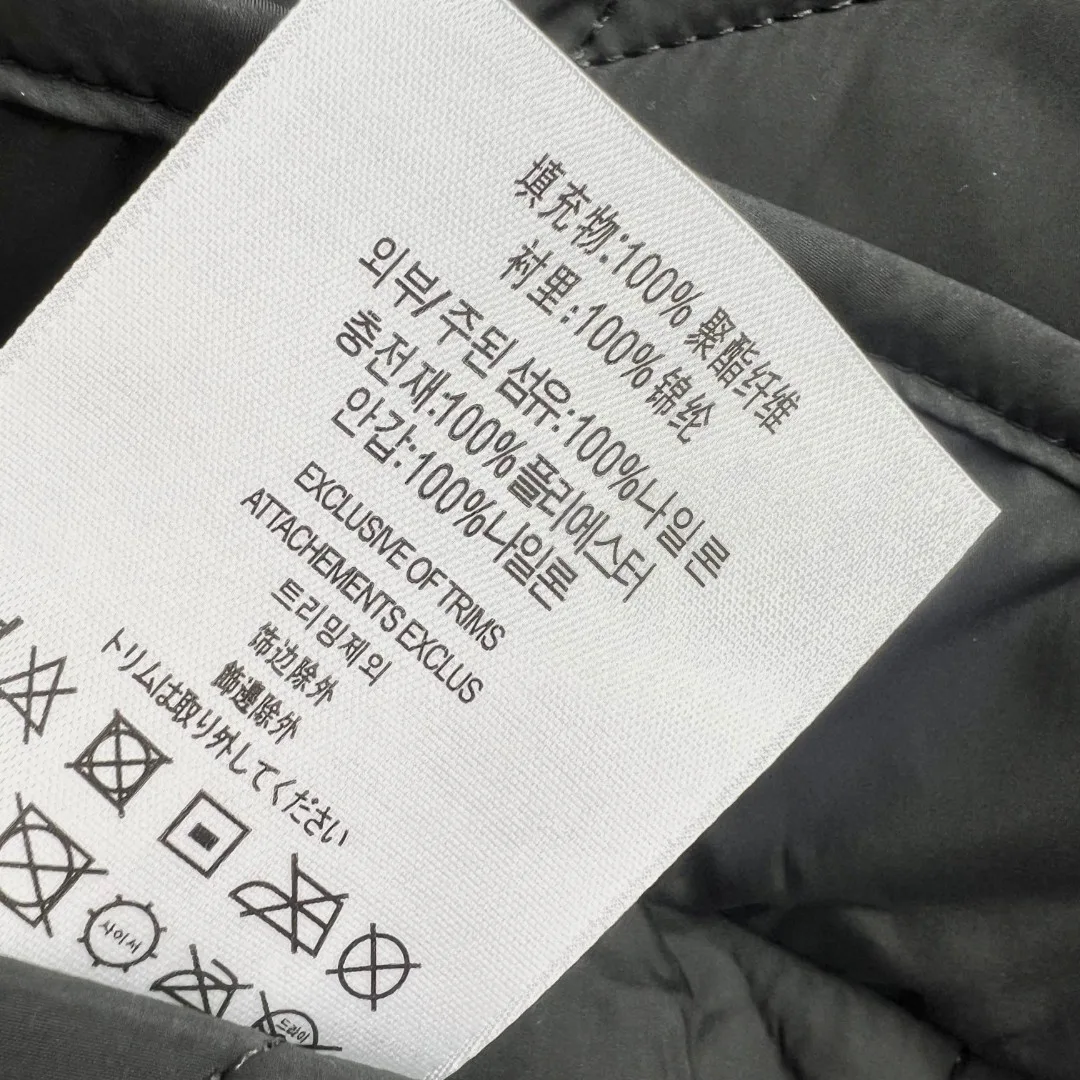 填充物:100% 聚酯纤维
衬里:100% 锦纶
외부/주된 섬유:100%나일론
충전재:100%폴리에스터
안감:100%나일론
EXCLUSIVE OF TRIMS
ATTACHEMENTS EXCLUS
트리밍제외
饰边除外
飾邊除外
トリムは取り外してください